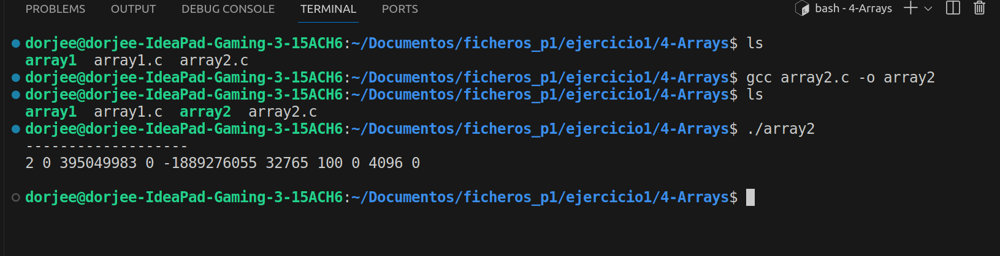 PROBLEMS OUTPUT DEBUG CONSOLE TERMINAL PORTS bash - 4-Arrays
dorjee@dorjee-IdeaPad-Gaming-3-15ACH6:~/Documentos/ficheros_p1/ejercicio1/4-Arrays$ ls
array1  array1.c  array2.c
dorjee@dorjee-IdeaPad-Gaming-3-15ACH6:~/Documentos/ficheros_p1/ejercicio1/4-Arrays$ gcc array2.c -o array2
dorjee@dorjee-IdeaPad-Gaming-3-15ACH6:~/Documentos/ficheros_p1/ejercicio1/4-Arrays$ ls
array1  array1.c  array2  array2.c
dorjee@dorjee-IdeaPad-Gaming-3-15ACH6:~/Documentos/ficheros_p1/ejercicio1/4-Arrays$ ./array2
-------------------
2 0 395049983 0 -1889276055 32765 100 0 4096 0
dorjee@dorjee-IdeaPad-Gaming-3-15ACH6:~/Documentos/ficheros_p1/ejercicio1/4-Arrays$